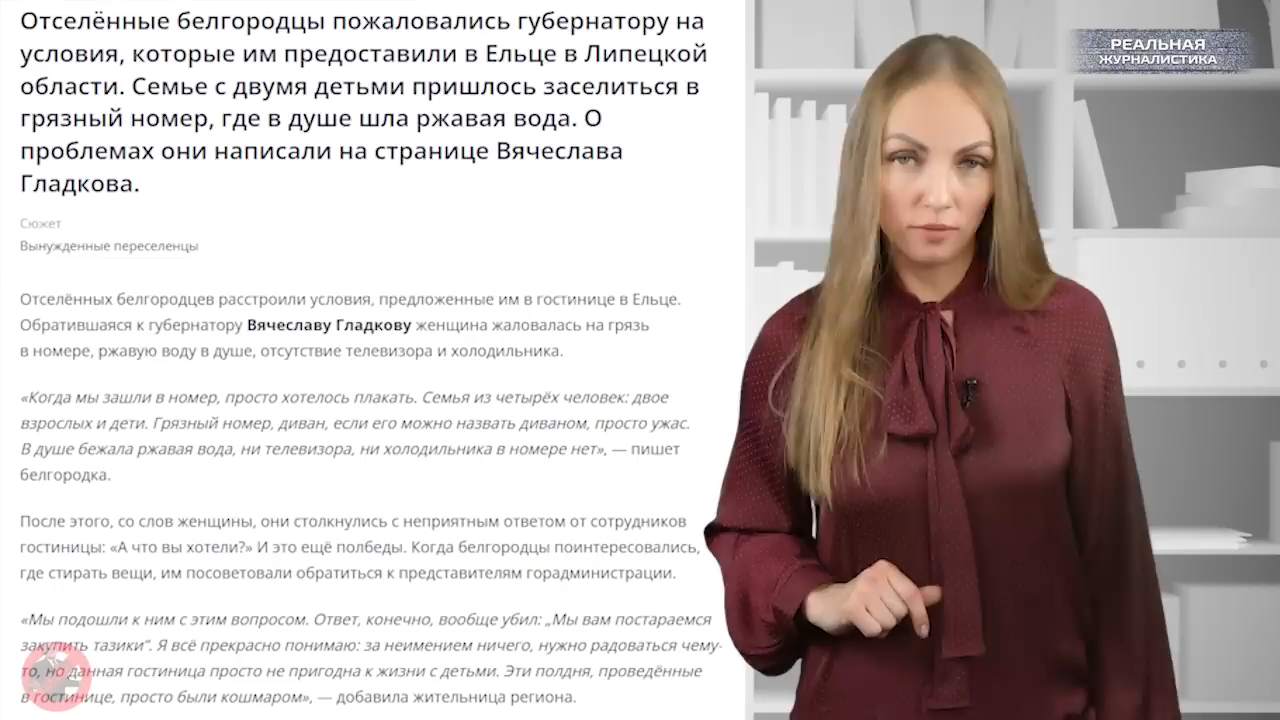 Отселённые белгородцы пожаловались губернатору на
условия, которые им предоставили в Ельце в Липецкой
области. Семье с двумя детьми пришлось заселиться в
грязный номер, где в душе шла ржавая вода. О
проблемах они написали на странице Вячеслава
Гладкова.
Сюжет
Вынужденные переселенцы
Отселённых белгородцев расстроили условия, предложенные им в гостинице в Ельце.
Обратившаяся к губернатору Вячеславу Гладкову женщина жаловалась на грязь
в номере, ржавую воду в душе, отсутствие телевизора и холодильника.
«Когда мы зашли в номер, просто хотелось плакать. Семья из четырёх человек: двое
взрослых и дети. Грязный номер, диван, если его можно назвать диваном, просто ужас.
В душе бежала ржавая вода, ни телевизора, ни холодильника в номере нет», — пишет
белгородка.
После этого, со слов женщины, они столкнулись с неприятным ответом от сотрудников
гостиницы: «А что вы хотели?» И это ещё полбеды. Когда белгородцы поинтересовались,
где стирать вещи, им посоветовали обратиться к представителям горадминистрации.
«Мы подошли к ним с этим вопросом. Ответ, конечно, вообще убил: „Мы вам постараемся
закупить тазики“. Я всё прекрасно понимаю: за неимением ничего, нужно радоваться чему-
то, но данная гостиница просто не пригодна к жизни с детьми. Эти полдня, проведённые
в гостинице, просто были кошмаром», — добавила жительница региона.
РЕАЛЬНАЯ
ЖУРНАЛИСТИКА